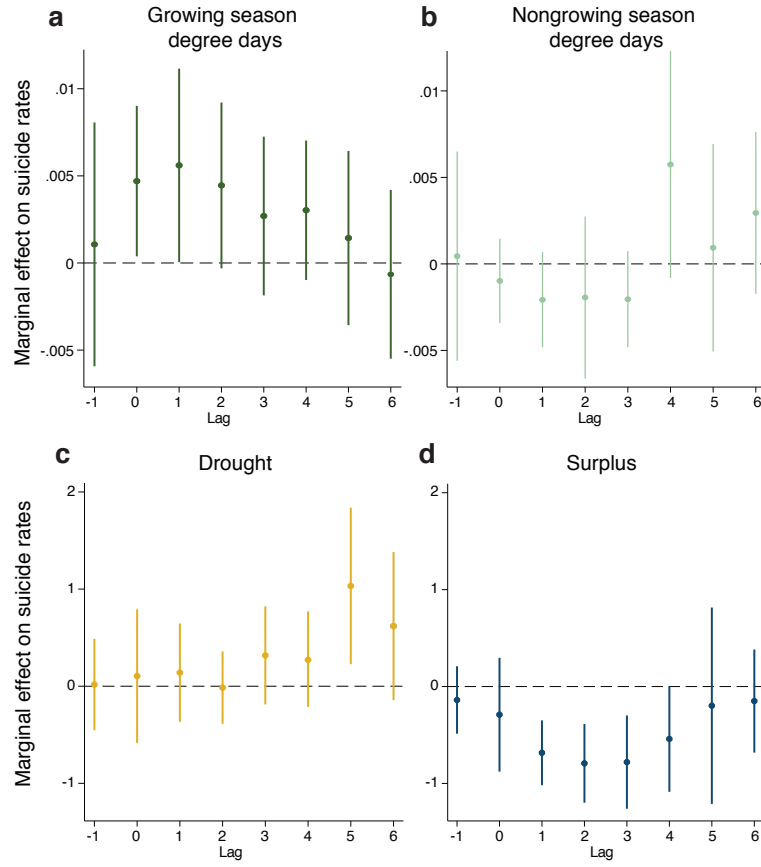 a
Growing season
degree days
b
Nongrowing season
degree days
Marginal effect on suicide rates
.01
.005
0
-.005
-1 0 1 2 3 4 5 6
Lag
.01
.005
0
-.005
-1 0 1 2 3 4 5 6
Lag
c
Drought
d
Surplus
Marginal effect on suicide rates
2
1
0
-1
-1 0 1 2 3 4 5 6
Lag
2
1
0
-1
-1 0 1 2 3 4 5 6
Lag